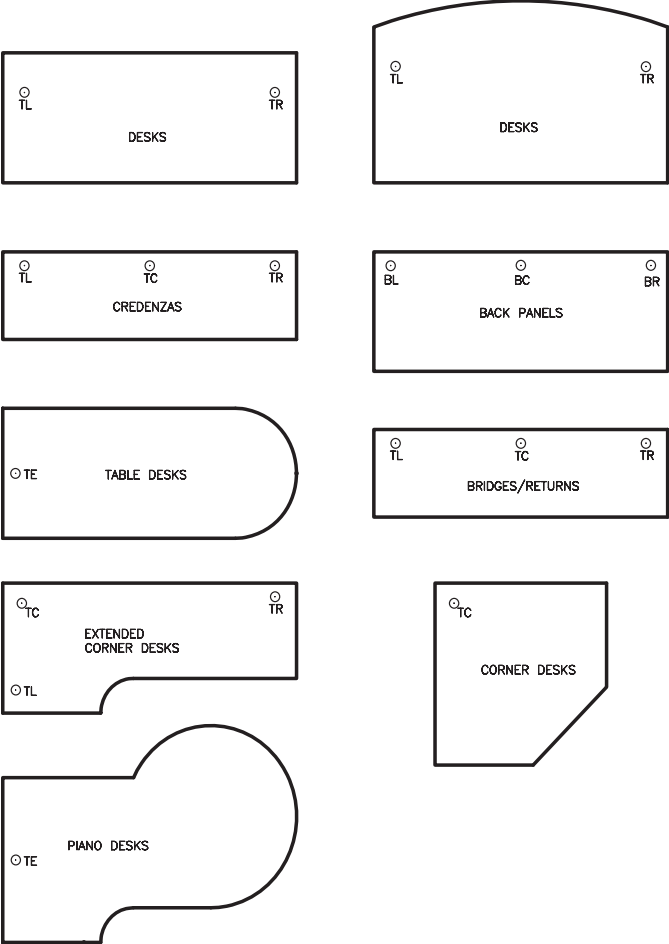 TL
TR
DESKS
TL
TR
DESKS
TL
TC
TR
CREDENZAS
BL
BC
BR
BACK PANELS
TE
TABLE DESKS
TL
TC
TR
BRIDGES/RETURNS
TC
TR
EXTENDED
CORNER DESKS
TL
TC
CORNER DESKS
PIANO DESKS
TE